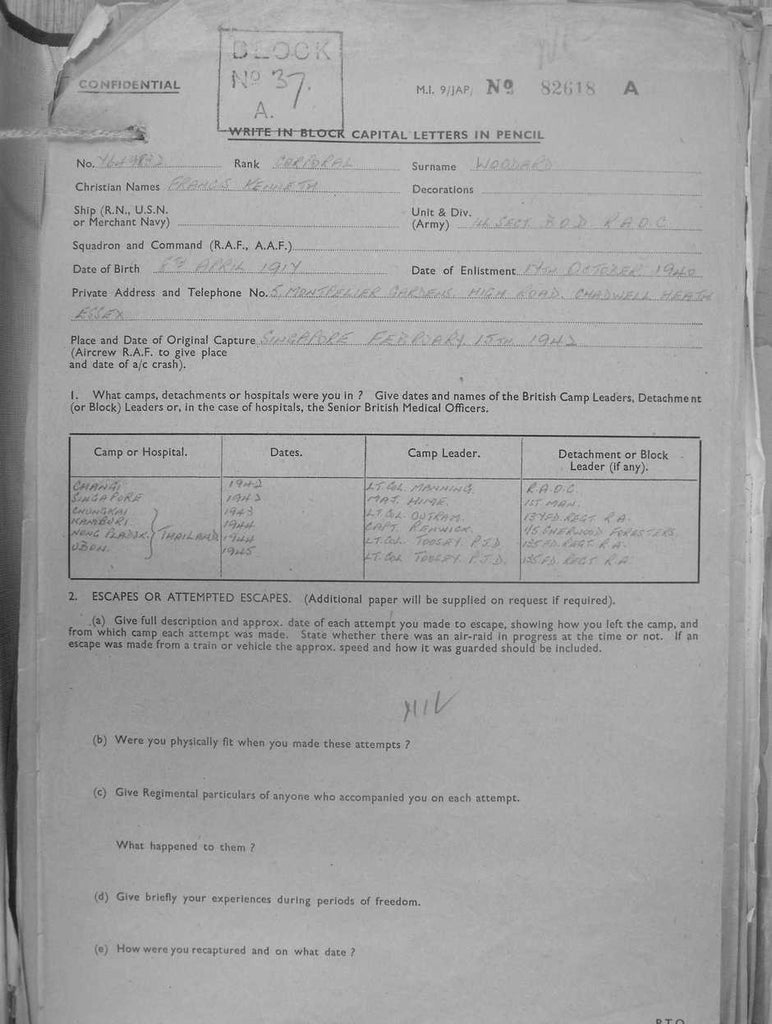 BLOCK
Nº 37.
A.
CONFIDENTIAL
M.I. 9/JAP/ Nº 82618 A
WRITE IN BLOCK CAPITAL LETTERS IN PENCIL
No. Rank CORPORAL Surname WOODARD
Christian Names FRANCIS KENNETH Decorations
Ship (R.N., U.S.N. Unit & Div.
or Merchant Navy) (Army) SECT. R.A.O.C.
Squadron and Command (R.A.F., A.A.F.)
Date of Birth APRIL 1917 Date of Enlistment 17TH OCTOBER 1940
Private Address and Telephone No. 5 MONTPELIER GARDENS, HIGH ROAD, CHADWELL HEATH
ESSEX
Place and Date of Original Capture SINGAPORE FEBRUARY 15TH 1942
(Aircrew R.A.F. to give place
and date of a/c crash).
1. What camps, detachments or hospitals were you in ? Give dates and names of the British Camp Leaders, Detachment
(or Block) Leaders or, in the case of hospitals, the Senior British Medical Officers.
Camp or Hospital. Dates. Camp Leader. Detachment or Block
Leader (if any).
CHANGI 1942 LT. COL. MANNING. R.A.O.C.
SINGAPORE 1942 MAJ. HUME. 1ST MAN.
CHUNGKAI 1943 LT. COL. OUTRAM. FD. REGT. R.A.
KANBURI 1944 CAPT. RENWICK. 1/5 SHERWOOD FORESTERS
NONG PLADUK. THAILAND 1944 LT. COL. TOOSEY P.J.D 135 FD. REGT. R.A.
UBON. 1945 LT. COL. TOOSEY P.J.D. 135 FD. REGT. R.A.
2. ESCAPES OR ATTEMPTED ESCAPES. (Additional paper will be supplied on request if required).
(a) Give full description and approx. date of each attempt you made to escape, showing how you left the camp, and
from which camp each attempt was made. State whether there was an air-raid in progress at the time or not. If an
escape was made from a train or vehicle the approx. speed and how it was guarded should be included.
NIL
(b) Were you physically fit when you made these attempts ?
(c) Give Regimental particulars of anyone who accompanied you on each attempt.
What happened to them ?
(d) Give briefly your experiences during periods of freedom.
(e) How were you recaptured and on what date ?
P.T.O.